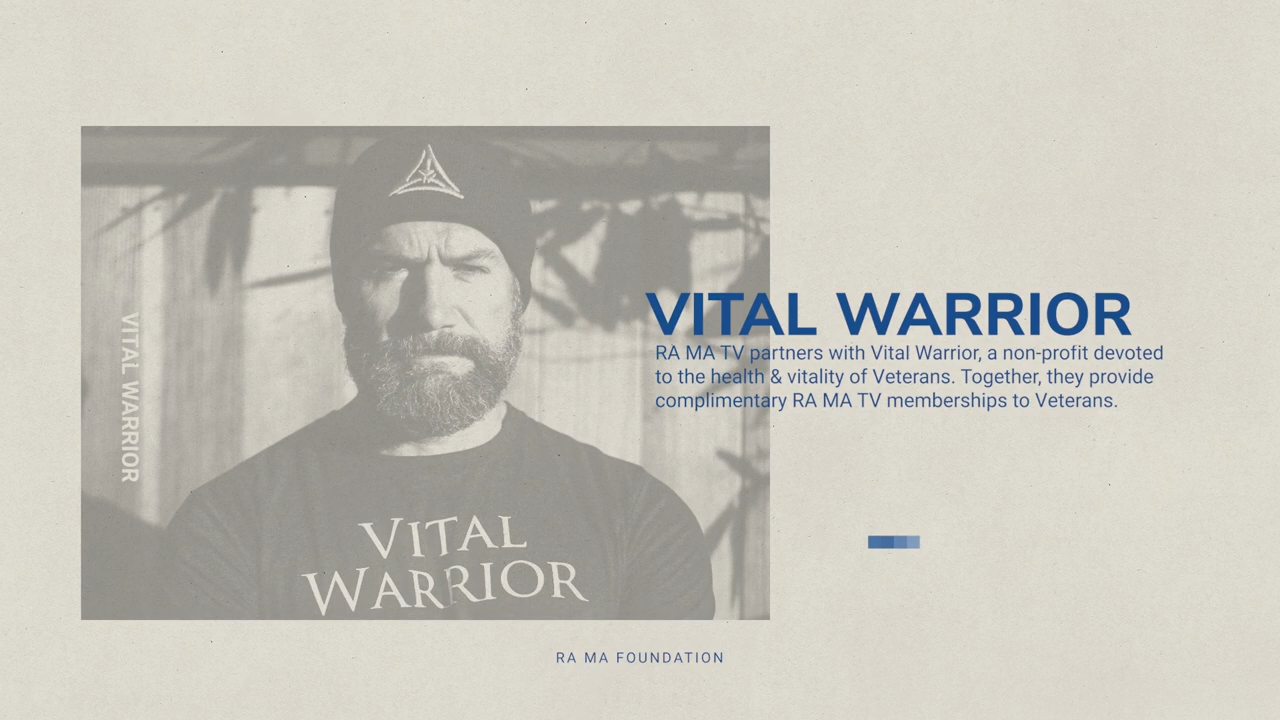 VITAL WARRIOR
VITAL WARRIOR
RA MA TV partners with Vital Warrior, a non-profit devoted
to the health & vitality of Veterans. Together, they provide
complimentary RA MA TV memberships to Veterans.
VITAL
WARRIOR
RA MA FOUNDATION